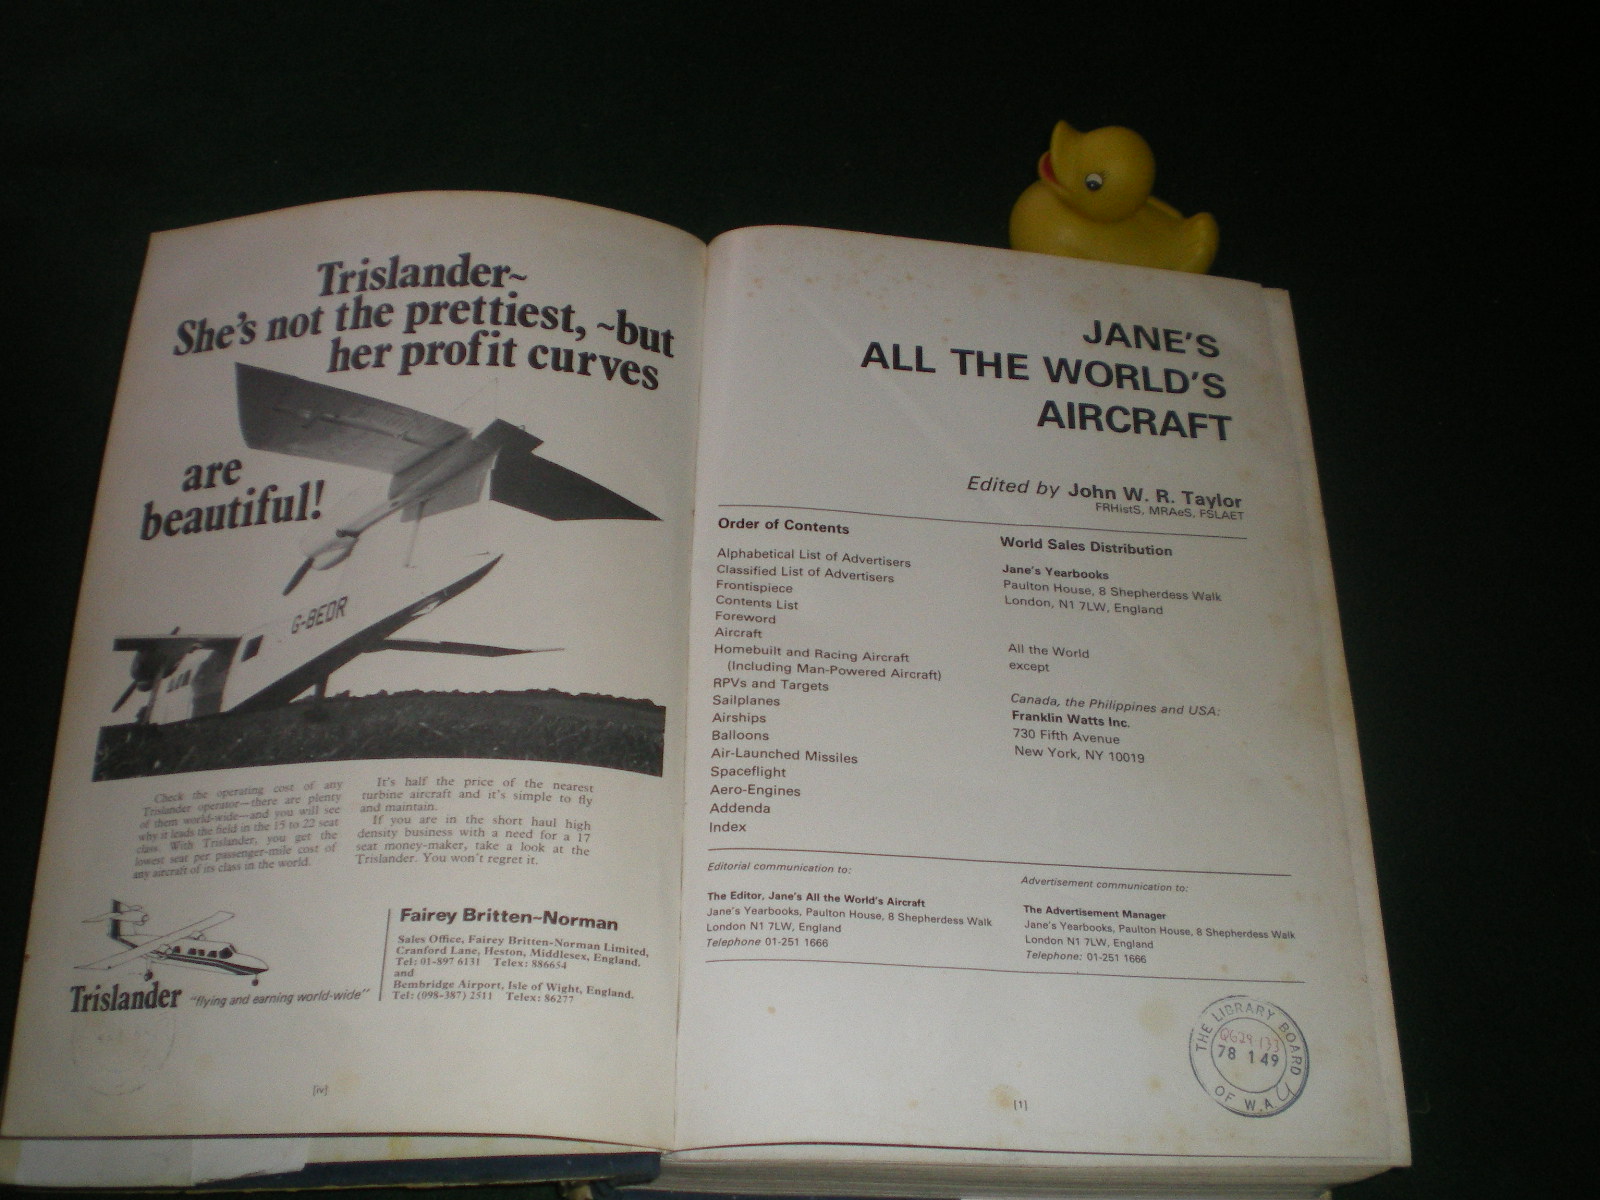 Trislander~
She's not the prettiest, ~but
her profit curves
are
beautiful!
G-BEDR
Check the operating cost of any
Trislander operator—there are plenty
of them world-wide—and you will see
why it leads the field in the 15 to 22 seat
class. With Trislander, you get the
lowest seat per passenger-mile cost of
any aircraft of its class in the world.
It's half the price of the nearest
turbine aircraft and it's simple to fly
and maintain.
If you are in the short haul high
density business with a need for a 17
seat money-maker, take a look at the
Trislander. You won't regret it.
Trislander "flying and earning world-wide"
Fairey Britten~Norman
Sales Office, Fairey Britten-Norman Limited,
Cranford Lane, Heston, Middlesex, England.
Tel: 01-897 6131 Telex: 886654
and
Bembridge Airport, Isle of Wight, England.
Tel: (098-387) 2511 Telex: 86277
[iv]
JANE'S
ALL THE WORLD'S
AIRCRAFT
Edited by John W. R. Taylor
FRHistS, MRAeS, FSLAET
Order of Contents
Alphabetical List of Advertisers
Classified List of Advertisers
Frontispiece
Contents List
Foreword
Aircraft
Homebuilt and Racing Aircraft
(Including Man-Powered Aircraft)
RPVs and Targets
Sailplanes
Airships
Balloons
Air-Launched Missiles
Spaceflight
Aero-Engines
Addenda
Index
World Sales Distribution
Jane's Yearbooks
Paulton House, 8 Shepherdess Walk
London, N1 7LW, England
All the World
except
Canada, the Philippines and USA:
Franklin Watts Inc.
730 Fifth Avenue
New York, NY 10019
Editorial communication to:
The Editor, Jane's All the World's Aircraft
Jane's Yearbooks, Paulton House, 8 Shepherdess Walk
London N1 7LW, England
Telephone 01-251 1666
Advertisement communication to:
The Advertisement Manager
Jane's Yearbooks, Paulton House, 8 Shepherdess Walk
London N1 7LW, England
Telephone: 01-251 1666
THE LIBRARY BOARD
Q629·133
78 149
OF W.A
[1]